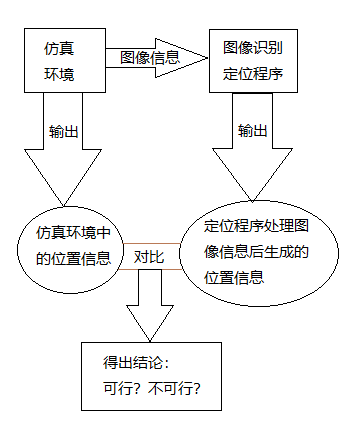 仿真
环境
图像信息
图像识别
定位程序
输出
输出
仿真环境中
的位置信息
对比
定位程序处理图
像信息后生成的
位置信息
得出结论：
可行？不可行？